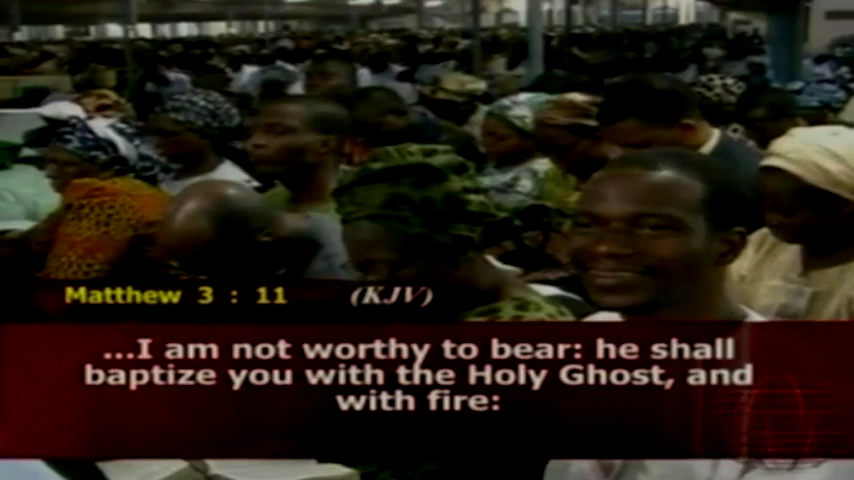 Matthew 3 : 11 (KJV)
...I am not worthy to bear: he shall
baptize you with the Holy Ghost, and
with fire: